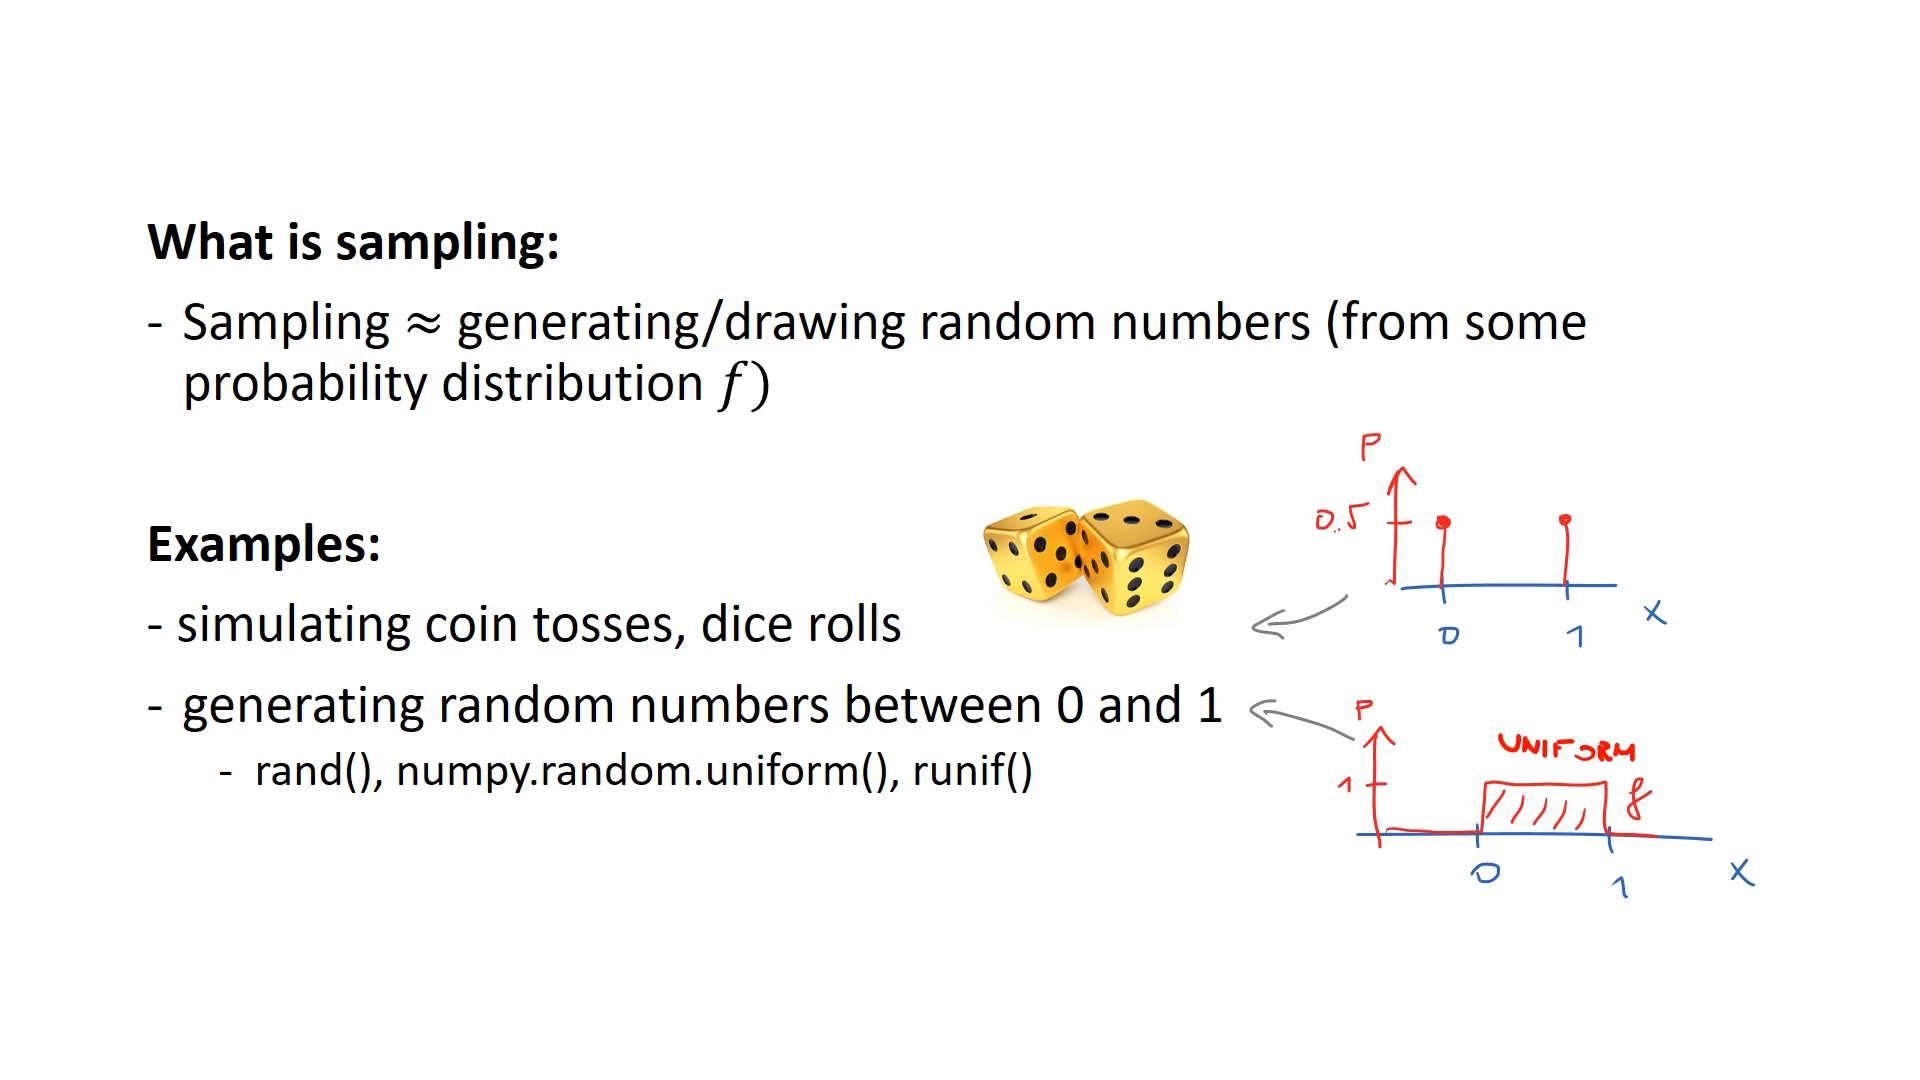 What is sampling:
- Sampling ≈ generating/drawing random numbers (from some
probability distribution f)
P
0.5
0 1 x
Examples:
- simulating coin tosses, dice rolls
- generating random numbers between 0 and 1
- rand(), numpy.random.uniform(), runif()
P
UNIFORM
1
f
0 1 x